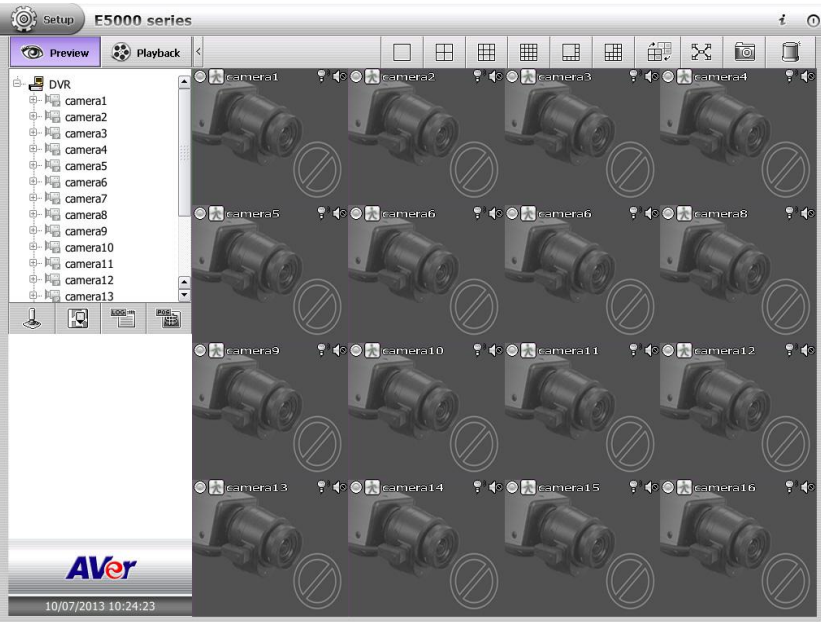 Setup E5000 series i
Preview Playback <
DVR
camera1
camera2
camera3
camera4
camera5
camera6
camera7
camera8
camera9
camera10
camera11
camera12
camera13
LOG POS
camera1 camera2 camera3 camera4
camera5 camera6 camera6 camera8
camera9 camera10 camera11 camera12
camera13 camera14 camera15 camera16
AVer
10/07/2013 10:24:23